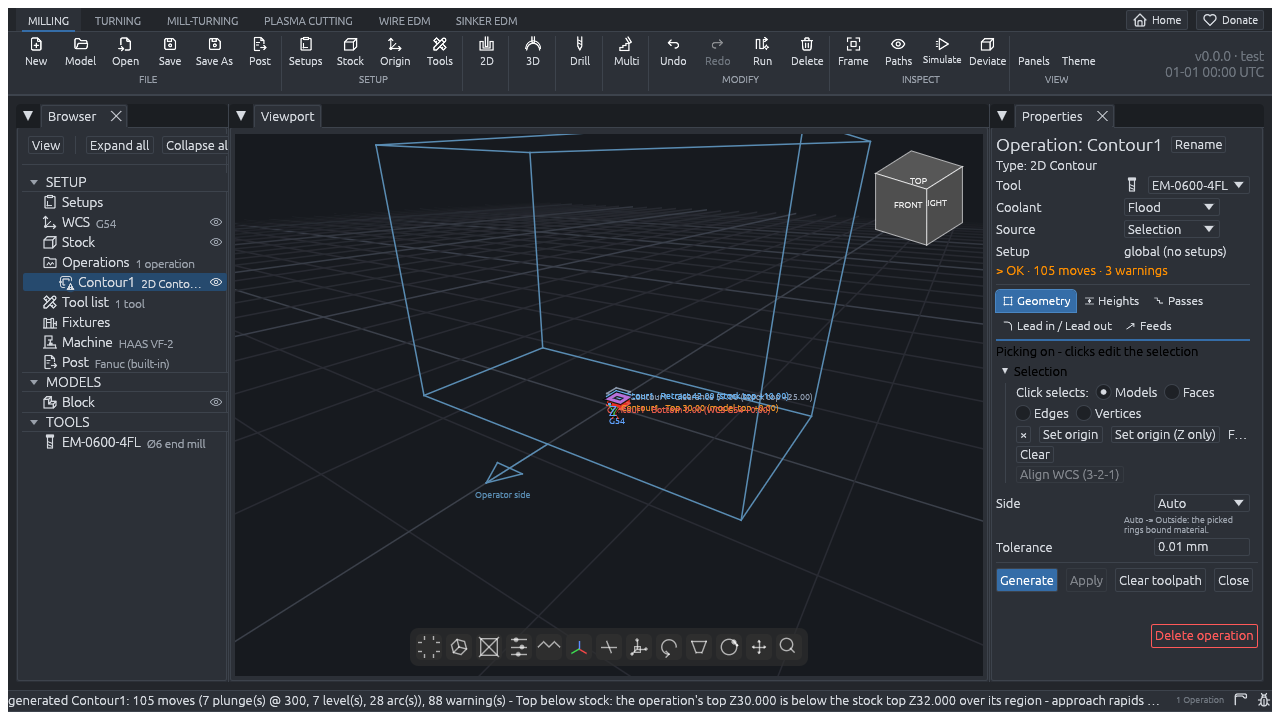 MILLING TURNING MILL-TURNING PLASMA CUTTING WIRE EDM SINKER EDM Home Donate
New Model Open Save Save As Post Setups Stock Origin Tools 2D 3D Drill Multi Undo Redo Run Delete Frame Paths Simulate Deviate Panels Theme
FILE SETUP MODIFY INSPECT VIEW
v0.0.0 · test
01-01 00:00 UTC
Browser
View Expand all Collapse al
SETUP
Setups
WCS G54
Stock
Operations 1 operation
Contour1 2D Conto...
Tool list 1 tool
Fixtures
Machine HAAS VF-2
Post Fanuc (built-in)
MODELS
Block
TOOLS
EM-0600-4FL Ø6 end mill
Viewport
TOP
FRONT
IGHT
G54
Operator side
Properties
Operation: Contour1 Rename
Type: 2D Contour
Tool EM-0600-4FL
Coolant Flood
Source Selection
Setup global (no setups)
> OK · 105 moves · 3 warnings
Geometry Heights Passes
Lead in / Lead out Feeds
Picking on - clicks edit the selection
Selection
Click selects: Models Faces
Edges Vertices
× Set origin Set origin (Z only) F...
Clear
Align WCS (3-2-1)
Side Auto
Auto -> Outside: the picked
rings bound material.
Tolerance 0.01 mm
Generate Apply Clear toolpath Close
Delete operation
generated Contour1: 105 moves (7 plunge(s) @ 300, 7 level(s), 28 arc(s)), 88 warning(s) - Top below stock: the operation's top Z30.000 is below the stock top Z32.000 over its region - approach rapids ... 1 Operation